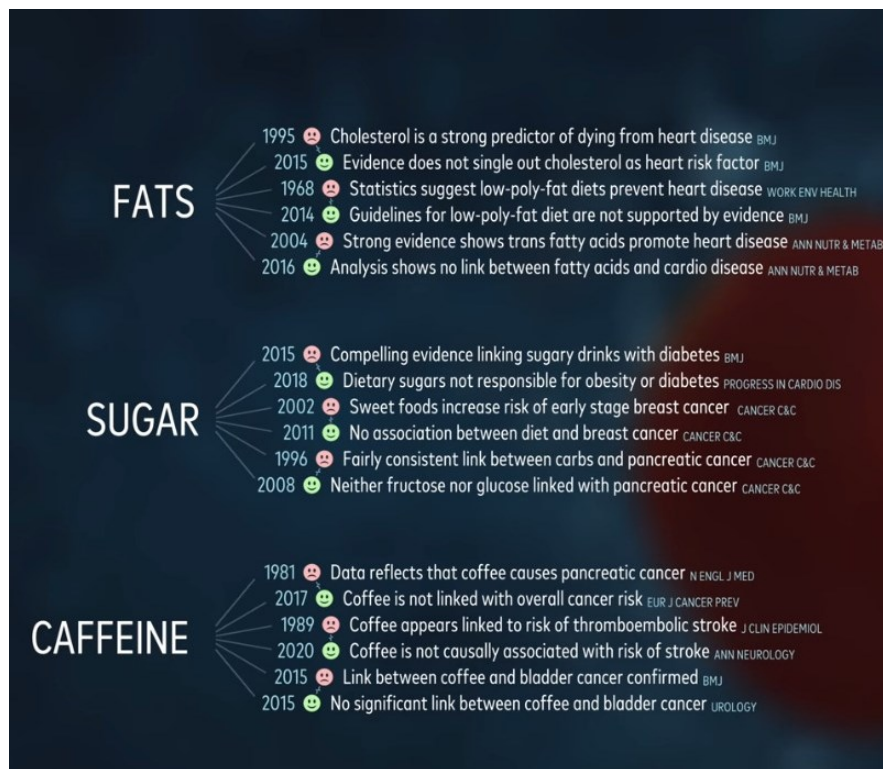 FATS
1995 Cholesterol is a strong predictor of dying from heart disease BMJ
2015 Evidence does not single out cholesterol as heart risk factor BMJ
1968 Statistics suggest low-poly-fat diets prevent heart disease WORK ENV HEALTH
2014 Guidelines for low-poly-fat diet are not supported by evidence BMJ
2004 Strong evidence shows trans fatty acids promote heart disease ANN NUTR & METAB
2016 Analysis shows no link between fatty acids and cardio disease ANN NUTR & METAB
SUGAR
2015 Compelling evidence linking sugary drinks with diabetes BMJ
2018 Dietary sugars not responsible for obesity or diabetes PROGRESS IN CARDIO DIS
2002 Sweet foods increase risk of early stage breast cancer CANCER C&C
2011 No association between diet and breast cancer CANCER C&C
1996 Fairly consistent link between carbs and pancreatic cancer CANCER C&C
2008 Neither fructose nor glucose linked with pancreatic cancer CANCER C&C
CAFFEINE
1981 Data reflects that coffee causes pancreatic cancer N ENGL J MED
2017 Coffee is not linked with overall cancer risk EUR J CANCER PREV
1989 Coffee appears linked to risk of thromboembolic stroke J CLIN EPIDEMIOL
2020 Coffee is not causally associated with risk of stroke ANN NEUROLOGY
2015 Link between coffee and bladder cancer confirmed BMJ
2015 No significant link between coffee and bladder cancer UROLOGY